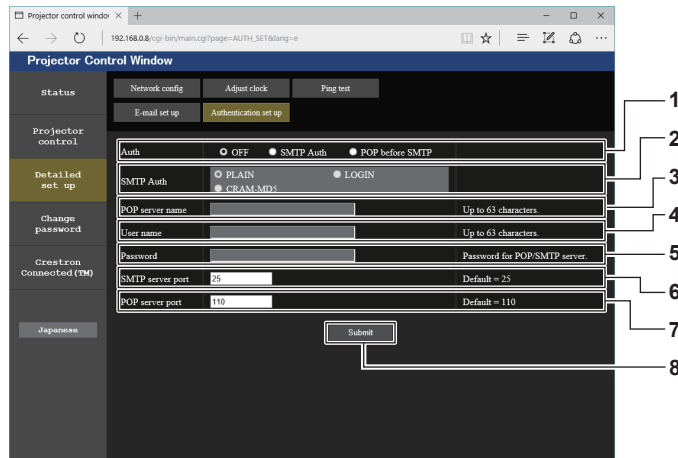 Projector control windov
192.168.0.8/cgi-bin/main.cgi?page=AUTH_SET&lang=e
Projector Control Window
Status
Network config
Adjust clock
Ping test
E-mail set up
Authentication set up
Projector
control
Detailed
set up
Change
password
Crestron
Connected(TM)
Japanese
Auth
OFF
SMTP Auth
POP before SMTP
1
SMTP Auth
PLAIN
LOGIN
CRAM-MD5
2
POP server name
Up to 63 characters.
3
User name
Up to 63 characters.
4
Password
Password for POP/SMTP server.
5
SMTP server port
25
Default = 25
6
POP server port
110
Default = 110
7
Submit
8